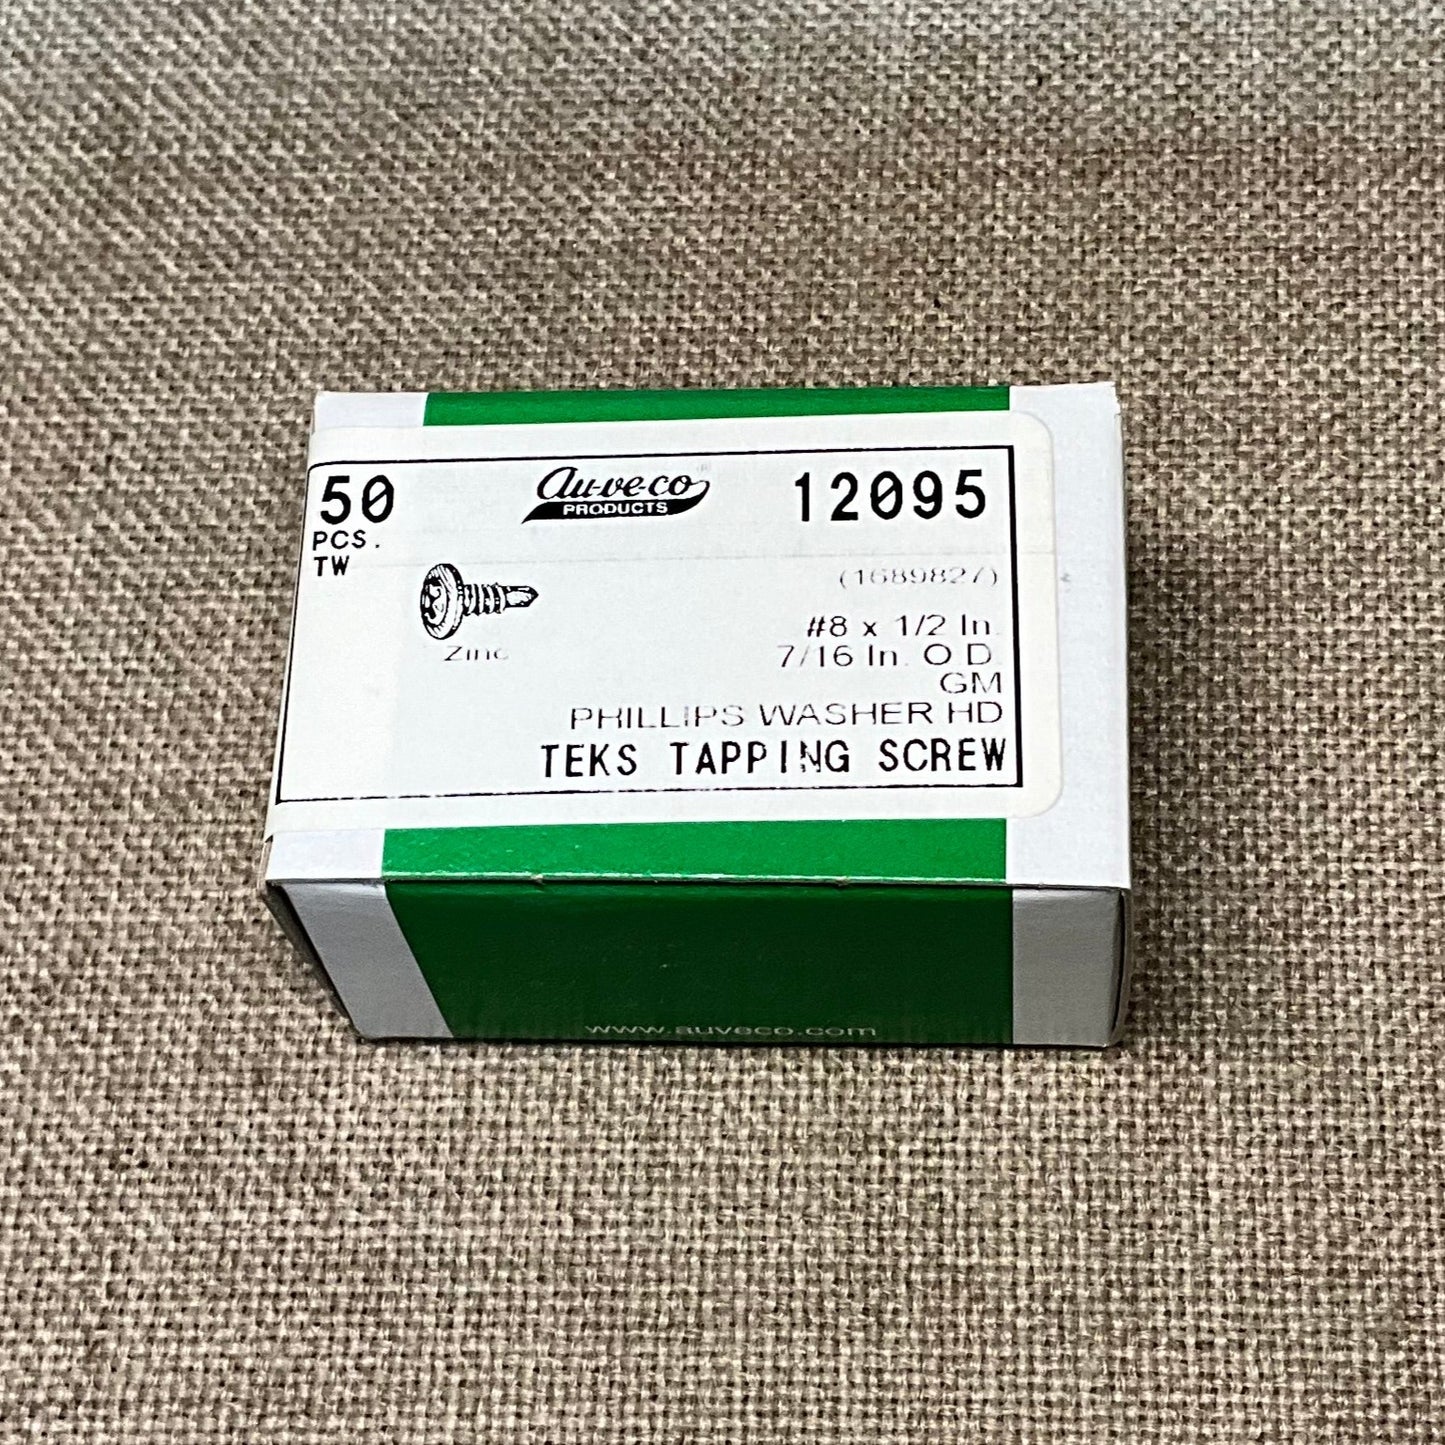 50
PCS.
TW
au-ve-co®
PRODUCTS
12095
(1689827)
Zinc
#8 x 1/2 In.
7/16 In. O.D.
GM
PHILLIPS WASHER HD
TEKS TAPPING SCREW
www.auveco.com